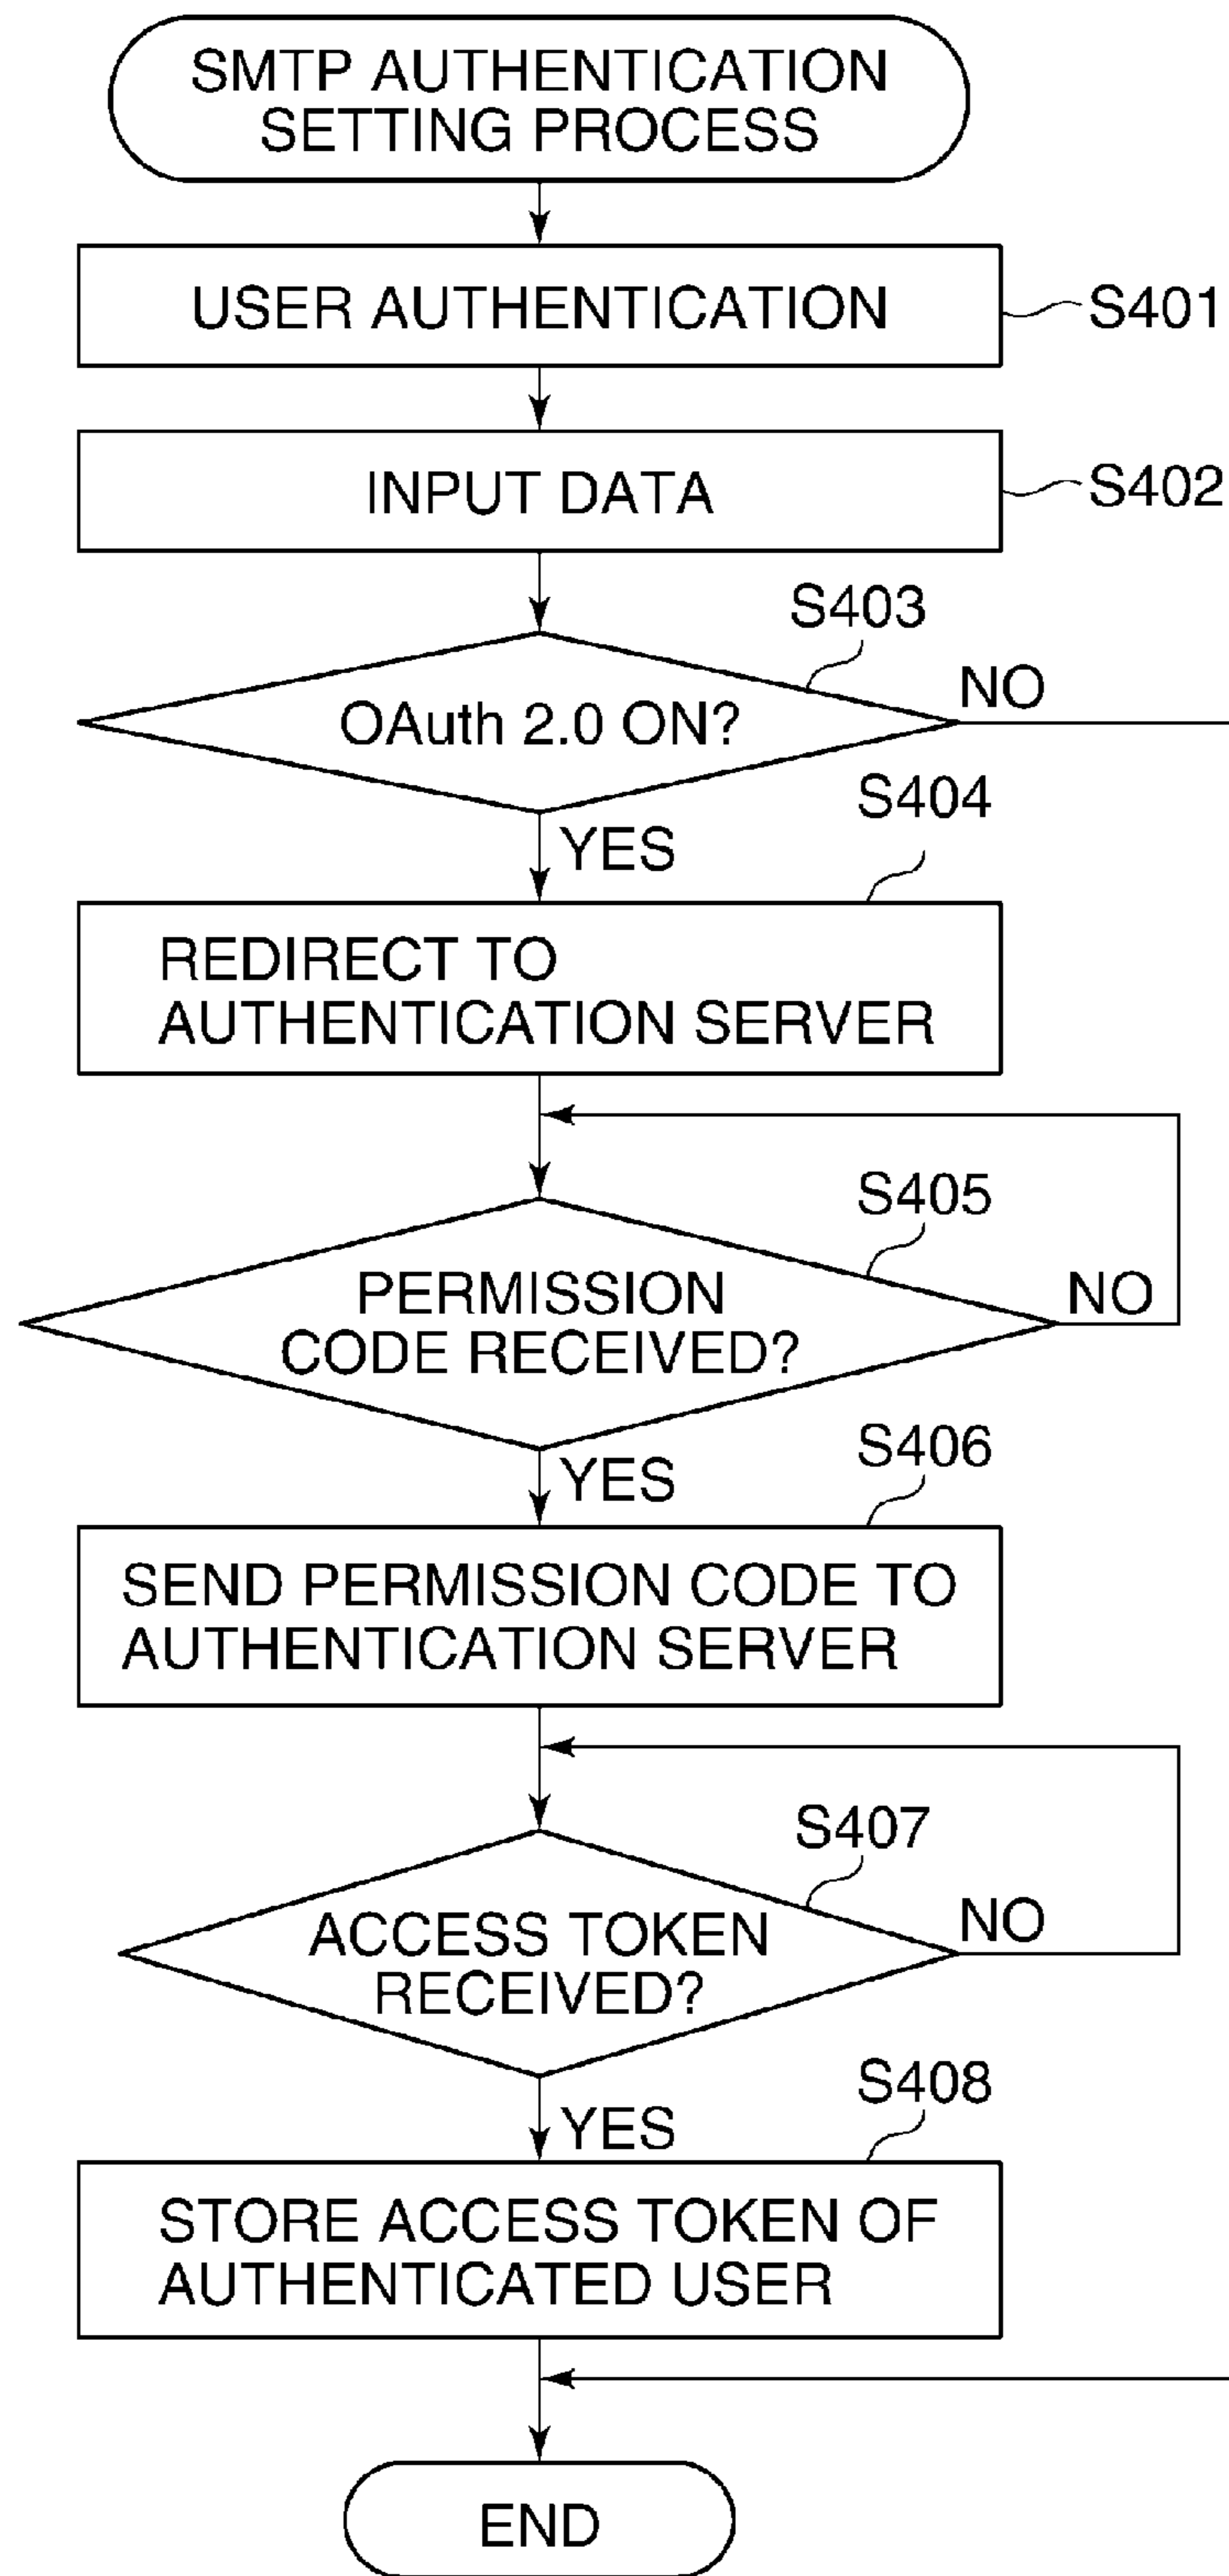 SMTP AUTHENTICATION
SETTING PROCESS
USER AUTHENTICATION
S401
INPUT DATA
S402
S403
OAuth 2.0 ON?
NO
YES
S404
REDIRECT TO
AUTHENTICATION SERVER
S405
PERMISSION
CODE RECEIVED?
NO
YES
S406
SEND PERMISSION CODE TO
AUTHENTICATION SERVER
S407
ACCESS TOKEN
RECEIVED?
NO
YES
S408
STORE ACCESS TOKEN OF
AUTHENTICATED USER
END